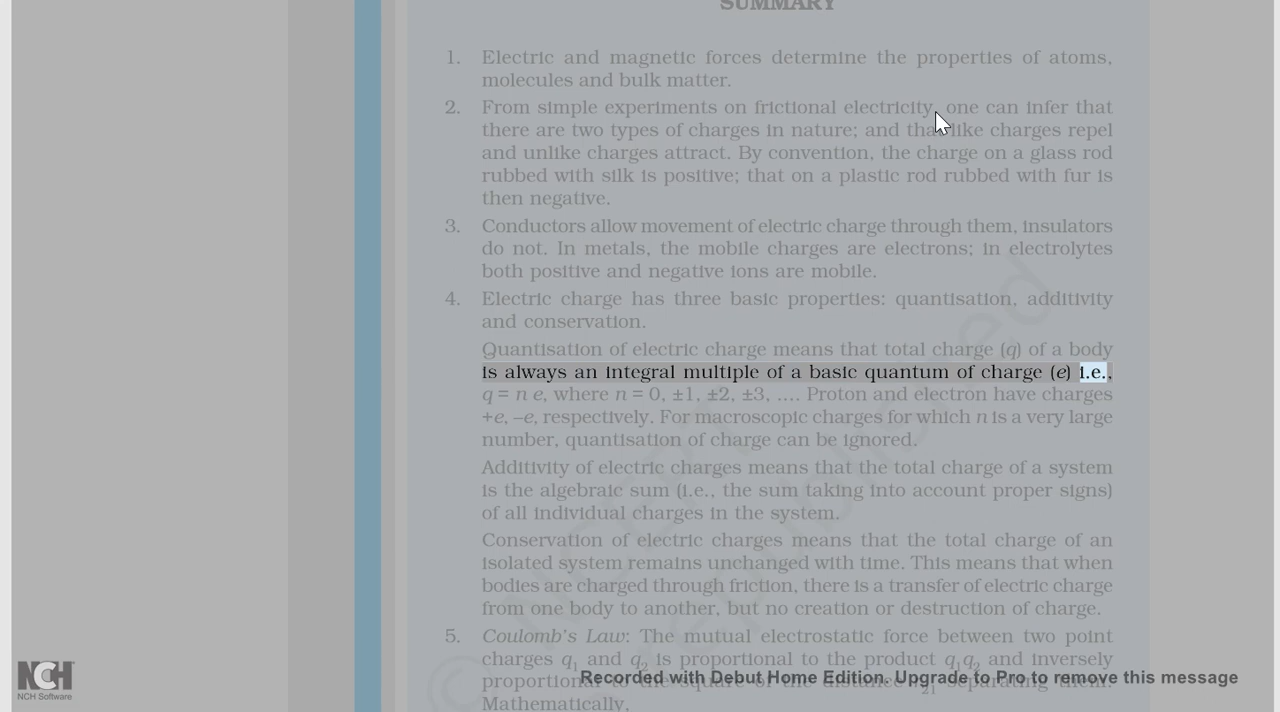 SUMMARY
1. Electric and magnetic forces determine the properties of atoms,
molecules and bulk matter.
2. From simple experiments on frictional electricity, one can infer that
there are two types of charges in nature; and that like charges repel
and unlike charges attract. By convention, the charge on a glass rod
rubbed with silk is positive; that on a plastic rod rubbed with fur is
then negative.
3. Conductors allow movement of electric charge through them, insulators
do not. In metals, the mobile charges are electrons; in electrolytes
both positive and negative ions are mobile.
4. Electric charge has three basic properties: quantisation, additivity
and conservation.
Quantisation of electric charge means that total charge (q) of a body
is always an integral multiple of a basic quantum of charge (e) i.e.,
q = n e, where n = 0, ±1, ±2, ±3, .... Proton and electron have charges
+e, –e, respectively. For macroscopic charges for which n is a very large
number, quantisation of charge can be ignored.
Additivity of electric charges means that the total charge of a system
is the algebraic sum (i.e., the sum taking into account proper signs)
of all individual charges in the system.
Conservation of electric charges means that the total charge of an
isolated system remains unchanged with time. This means that when
bodies are charged through friction, there is a transfer of electric charge
from one body to another, but no creation or destruction of charge.
5. Coulomb's Law: The mutual electrostatic force between two point
charges q₁ and q₂ is proportional to the product q₁q₂ and inversely
proportional to the square of the distance r₂₁ separating them.
Mathematically,
NCH
NCH Software
Recorded with Debut Home Edition. Upgrade to Pro to remove this message